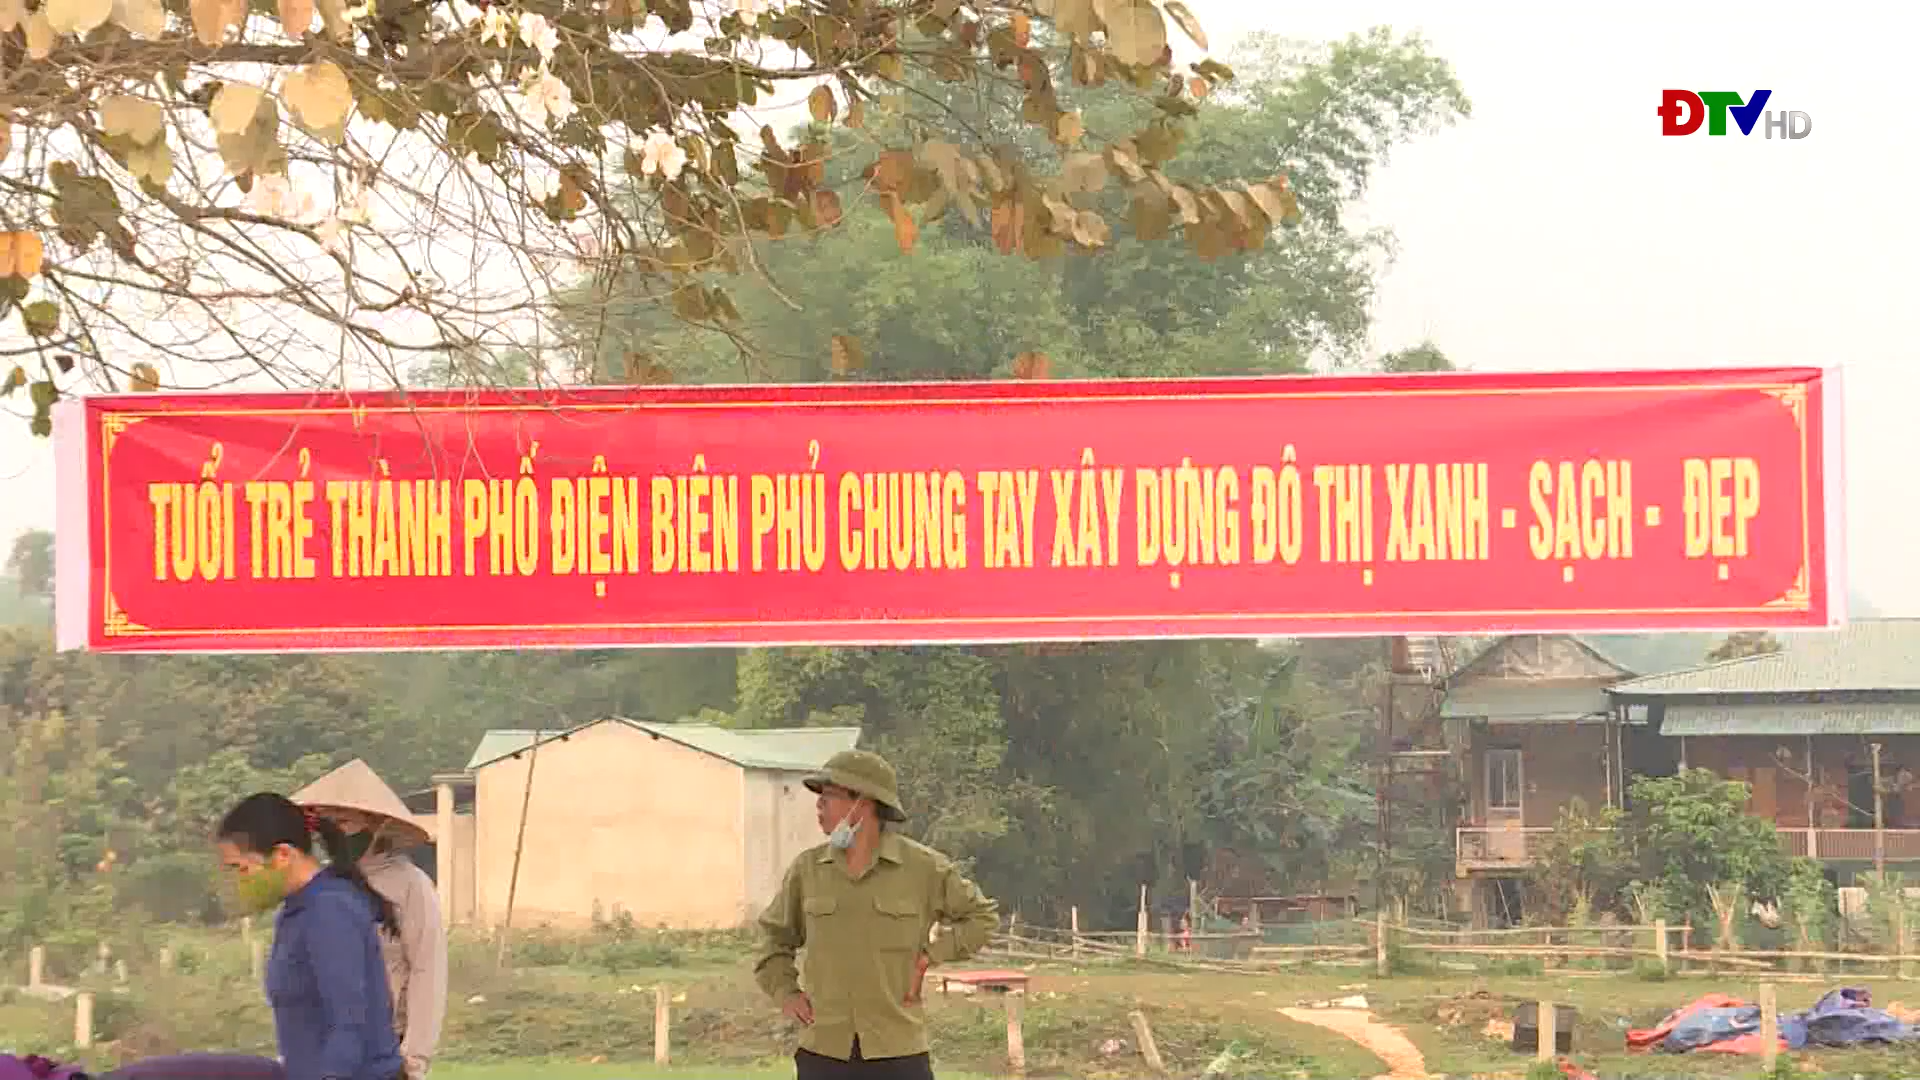 ĐTV HD
TUỔI TRẺ THÀNH PHỐ ĐIỆN BIÊN PHỦ CHUNG TAY XÂY DỰNG ĐÔ THỊ XANH - SẠCH - ĐẸP